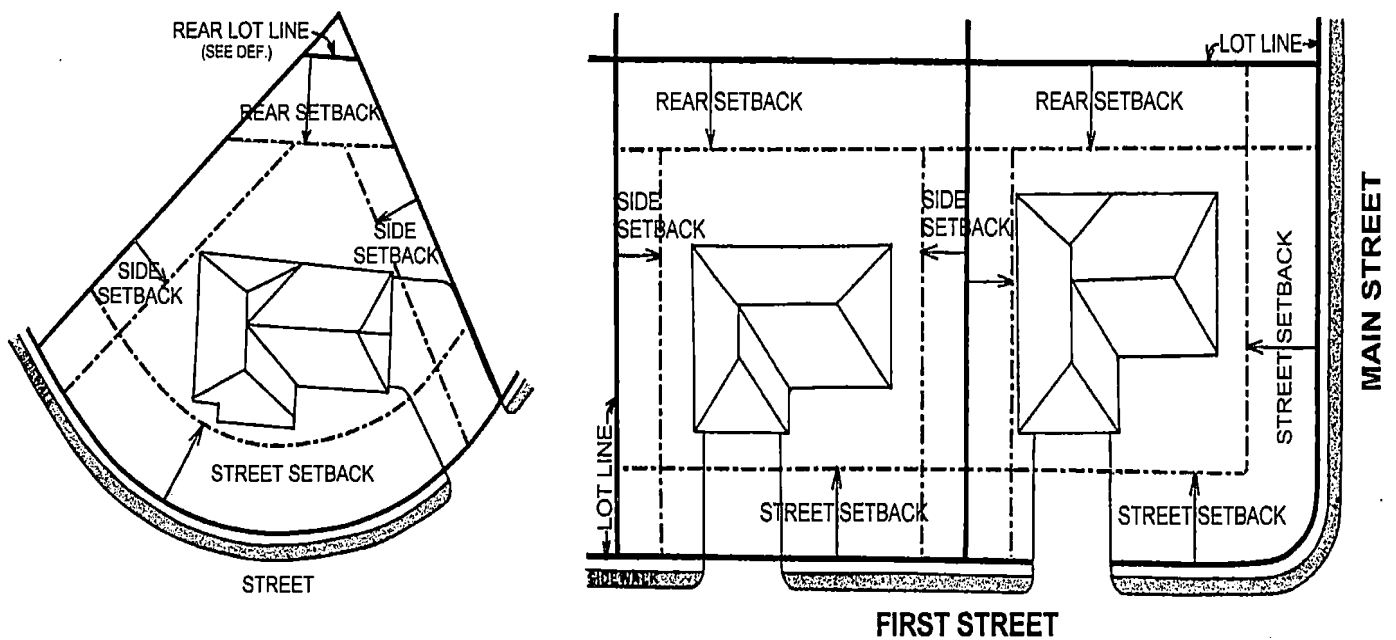 REAR LOT LINE
(SEE DEF.)
REAR SETBACK
SIDE
SETBACK
SIDE
SETBACK
STREET SETBACK
SIDEWALK
STREET
LOT LINE
REAR SETBACK
REAR SETBACK
SIDE
SETBACK
SIDE
SETBACK
STREET SETBACK
MAIN STREET
LOT LINE
STREET SETBACK
STREET SETBACK
SIDEWALK
FIRST STREET